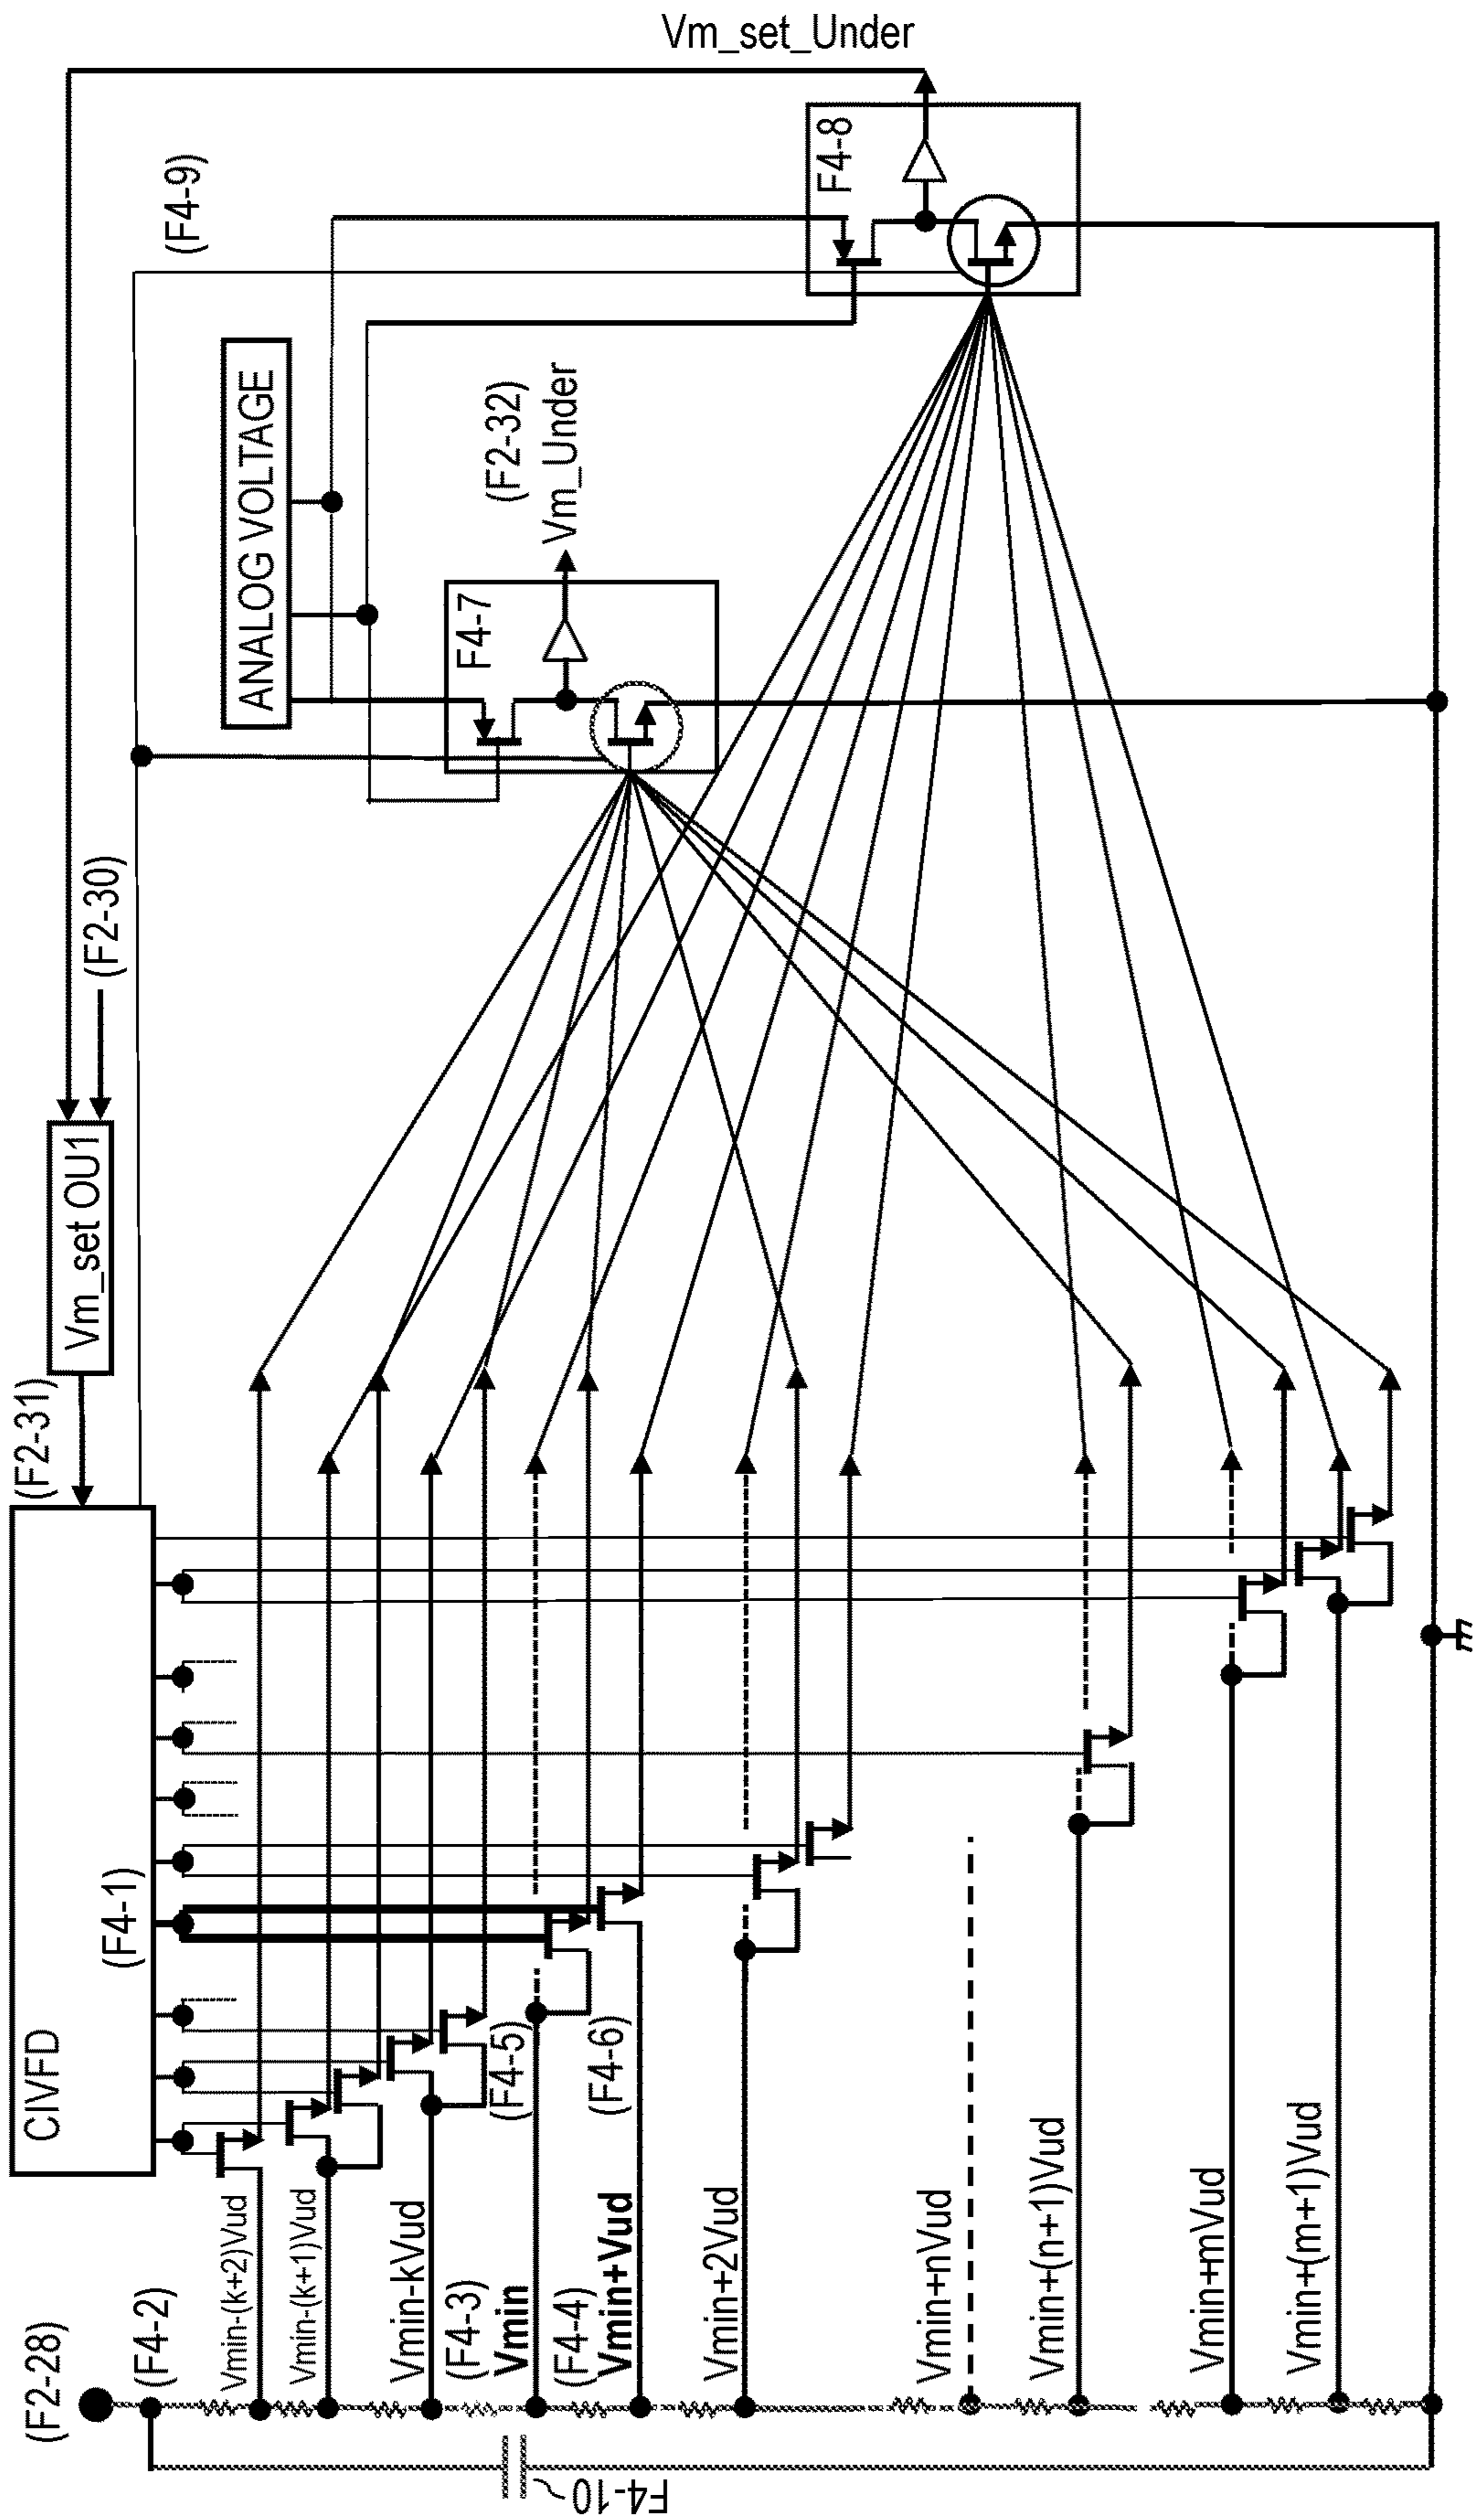 (F2-28)
(F4-2)
CIVFD
(F4-1)
(F2-31)
Vm_set OU1
(F2-30)
(F4-9)
Vm_set_Under
ANALOG VOLTAGE
F4-7
(F2-32)
Vm_Under
F4-8
Vmin-(k+2)Vud
Vmin-(k+1)Vud
Vmin-kVud
(F4-3)
Vmin
(F4-5)
(F4-4)
Vmin+Vud
(F4-6)
Vmin+2Vud
Vmin+nVud
Vmin+(n+1)Vud
Vmin+mVud
Vmin+(m+1)Vud
F4-10